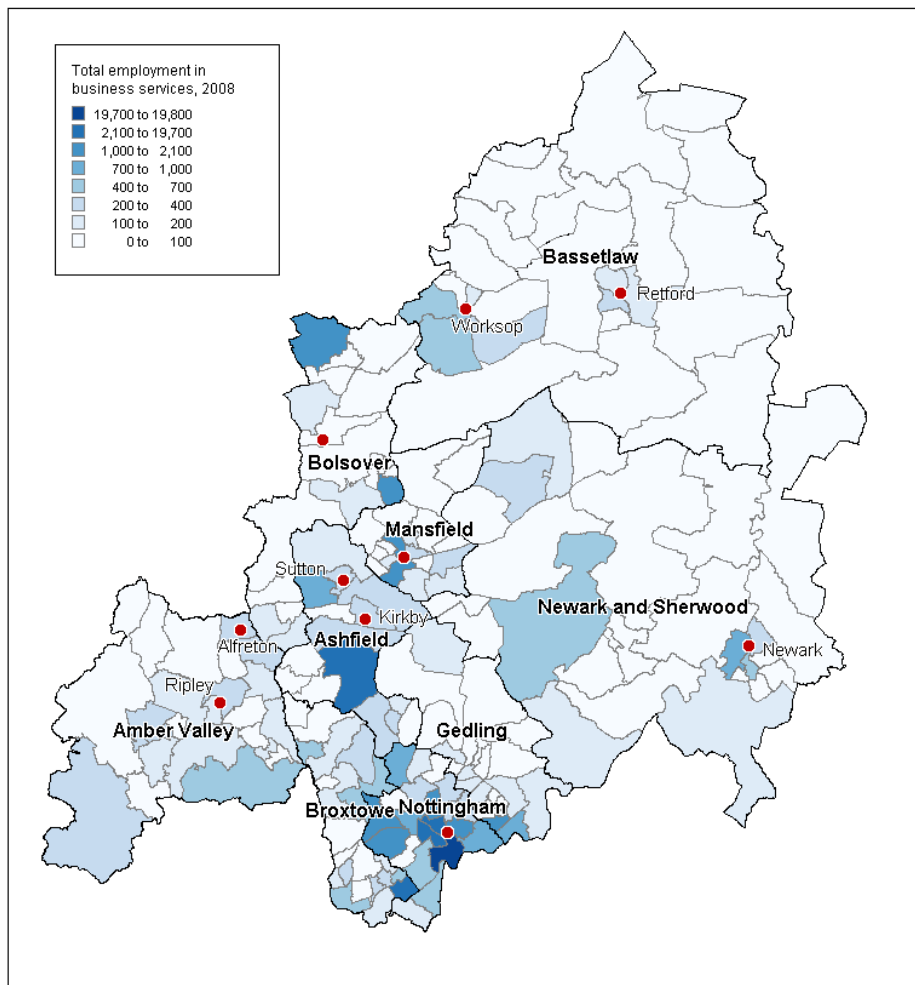 Total employment in
business services, 2008
19,700 to 19,800
2,100 to 19,700
1,000 to 2,100
700 to 1,000
400 to 700
200 to 400
100 to 200
0 to 100
Bassetlaw
Retford
Worksop
Bolsover
Mansfield
Sutton
Newark and Sherwood
Kirkby
Ashfield
Alfreton
Newark
Ripley
Amber Valley
Gedling
Broxtowe
Nottingham